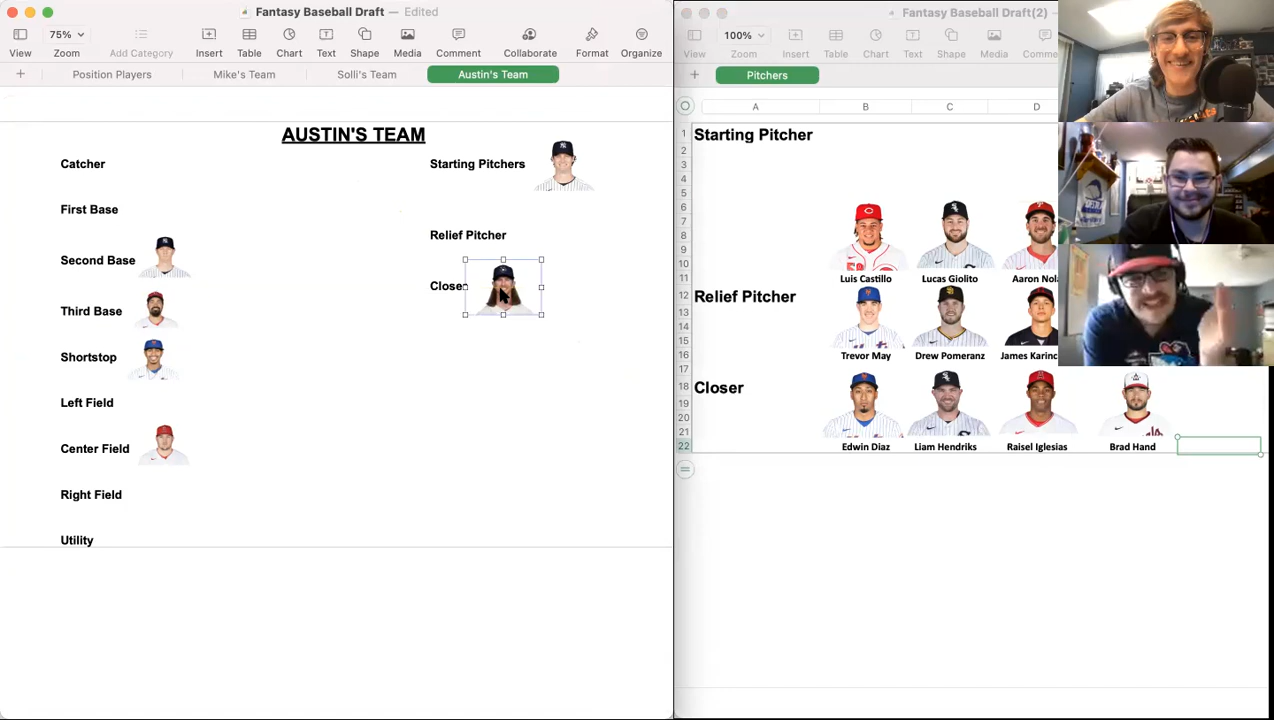 Fantasy Baseball Draft — Edited
75%
View Zoom Add Category Insert Table Chart Text Shape Media Comment Collaborate Format Organize
+ Position Players Mike's Team Solli's Team Austin's Team
AUSTIN'S TEAM
Catcher
First Base
Second Base
Third Base
Shortstop
Left Field
Center Field
Right Field
Utility
Starting Pitchers
Relief Pitcher
Closer
Fantasy Baseball Draft(2) —
100%
View Zoom Insert Table Chart Text Shape Media Comme
+ Pitchers
A B C D
1 Starting Pitcher
2
3
4
5
6
7
8
9
10
11 Luis Castillo Lucas Giolito Aaron Nola
12 Relief Pitcher
13
14
15
16 Trevor May Drew Pomeranz James Karinc
17
18 Closer
19
20
21
22 Edwin Diaz Liam Hendriks Raisel Iglesias Brad Hand